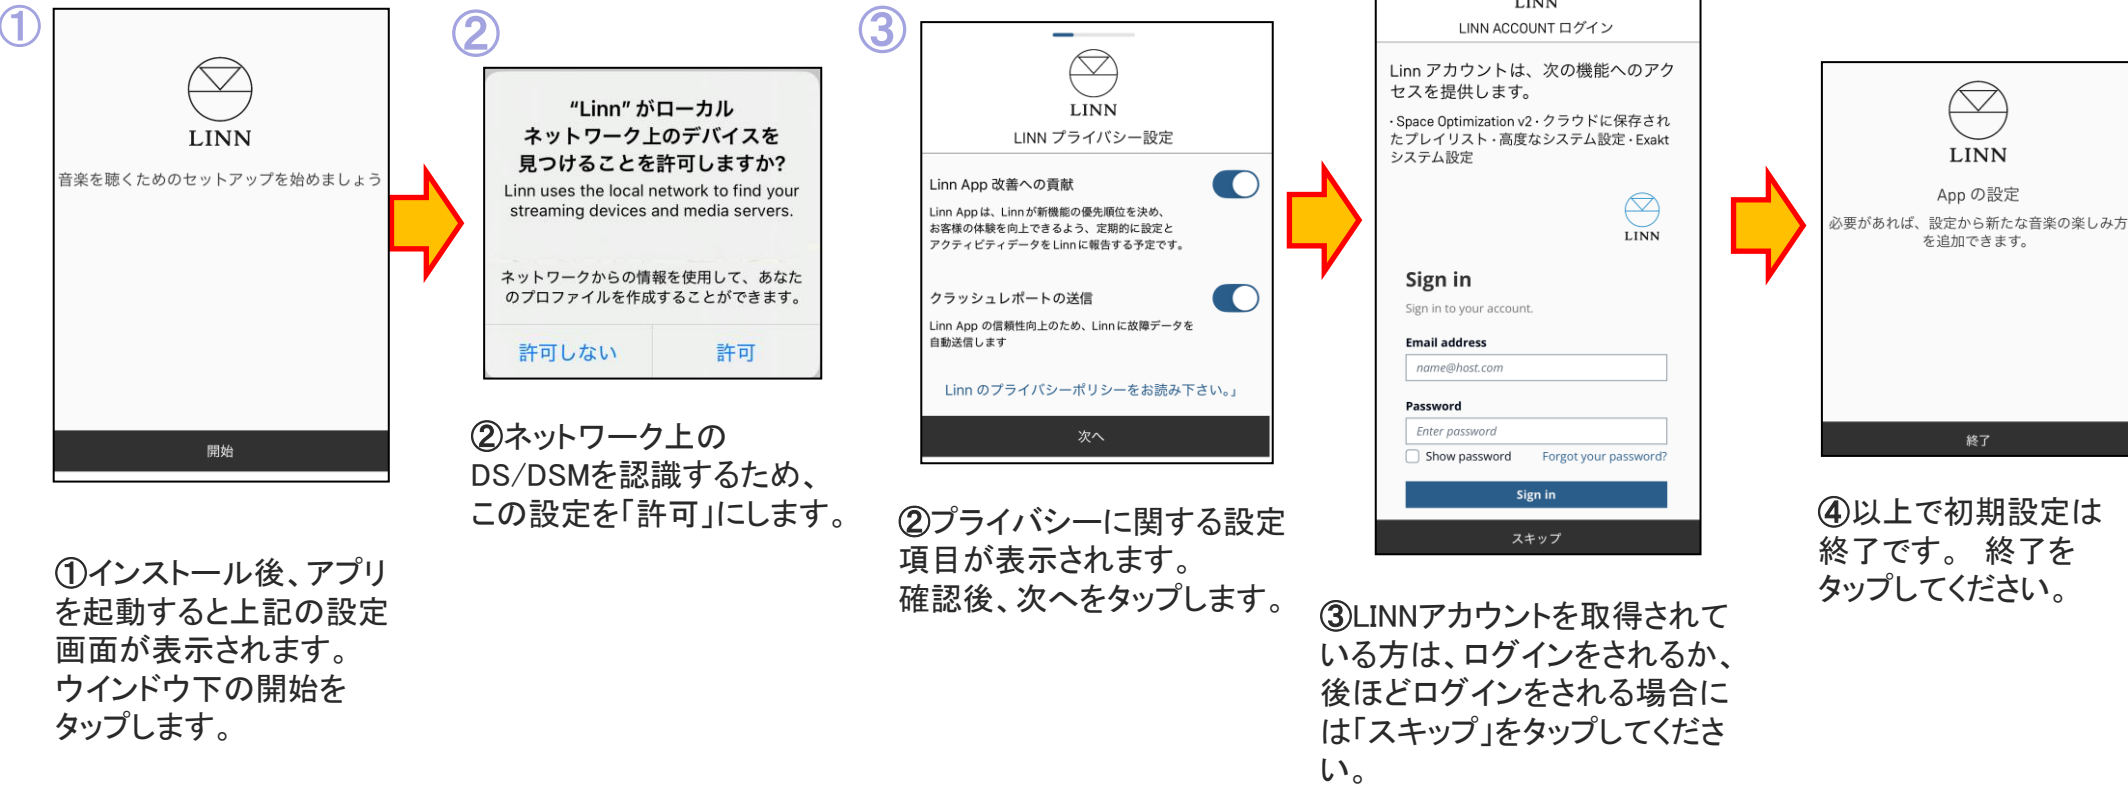 ①
LINN
音楽を聴くためのセットアップを始めましょう
開始
①インストール後、アプリ
を起動すると上記の設定
画面が表示されます。
ウインドウ下の開始を
タップします。
②
“Linn” がローカル
ネットワーク上のデバイスを
見つけることを許可しますか?
Linn uses the local network to find your
streaming devices and media servers.
ネットワークからの情報を使用して、あなた
のプロファイルを作成することができます。
許可しない 許可
②ネットワーク上の
DS/DSMを認識するため、
この設定を「許可」にします。
③
LINN
LINN プライバシー設定
Linn App 改善への貢献
Linn App は、Linnが新機能の優先順位を決め、
お客様の体験を向上できるよう、定期的に設定と
アクティビティデータをLinnに報告する予定です。
クラッシュレポートの送信
Linn App の信頼性向上のため、Linnに故障データを
自動送信します
Linn のプライバシーポリシーをお読み下さい。」
次へ
②プライバシーに関する設定
項目が表示されます。
確認後、次へをタップします。
LINN
LINN ACCOUNT ログイン
Linn アカウントは、次の機能へのアク
セスを提供します。
・Space Optimization v2・クラウドに保存され
たプレイリスト・高度なシステム設定・Exakt
システム設定
LINN
Sign in
Sign in to your account.
Email address
name@host.com
Password
Enter password
Show password Forgot your password?
Sign in
スキップ
③LINNアカウントを取得されて
いる方は、ログインをされるか、
後ほどログインをされる場合に
は「スキップ」をタップしてくださ
い。
LINN
App の設定
必要があれば、設定から新たな音楽の楽しみ方
を追加できます。
終了
④以上で初期設定は
終了です。 終了を
タップしてください。